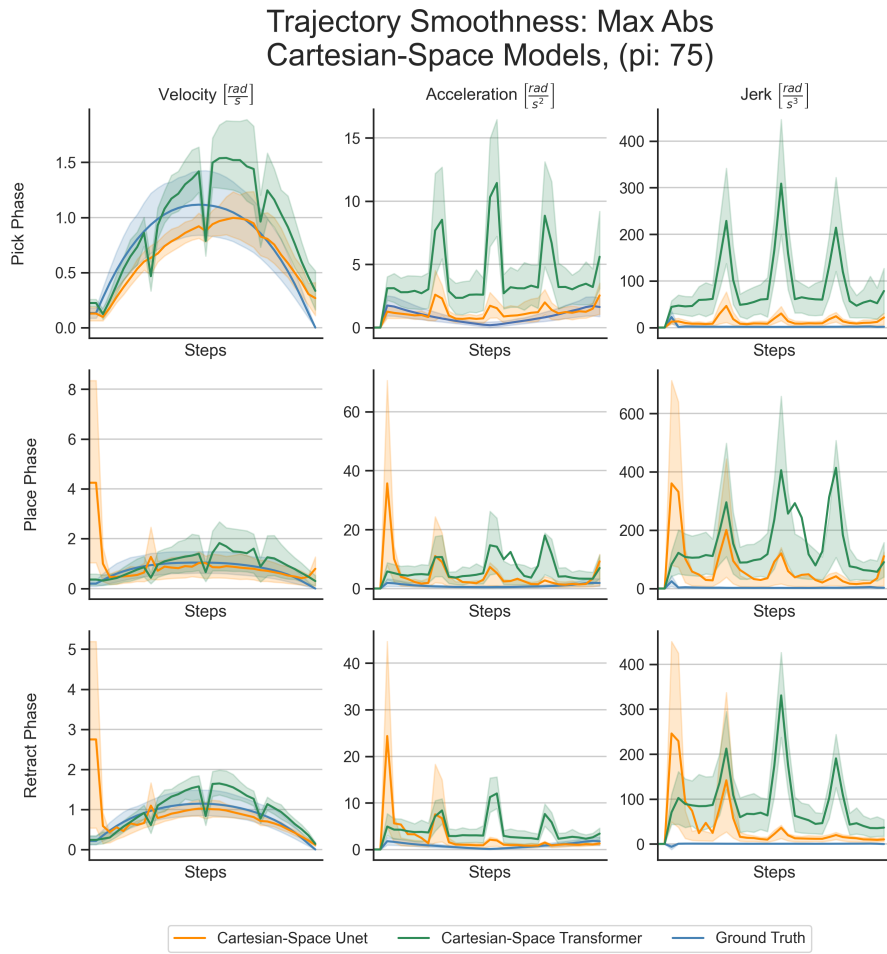 Trajectory Smoothness: Max Abs
Cartesian-Space Models, (pi: 75)
Velocity [rad/s]
Acceleration [rad/s²]
Jerk [rad/s³]
Pick Phase
1.5
1.0
0.5
0.0
Steps
15
10
5
0
Steps
400
300
200
100
0
Steps
Place Phase
8
6
4
2
0
Steps
60
40
20
0
Steps
600
400
200
0
Steps
Retract Phase
5
4
3
2
1
0
Steps
40
30
20
10
0
Steps
400
300
200
100
0
Steps
Cartesian-Space Unet
Cartesian-Space Transformer
Ground Truth